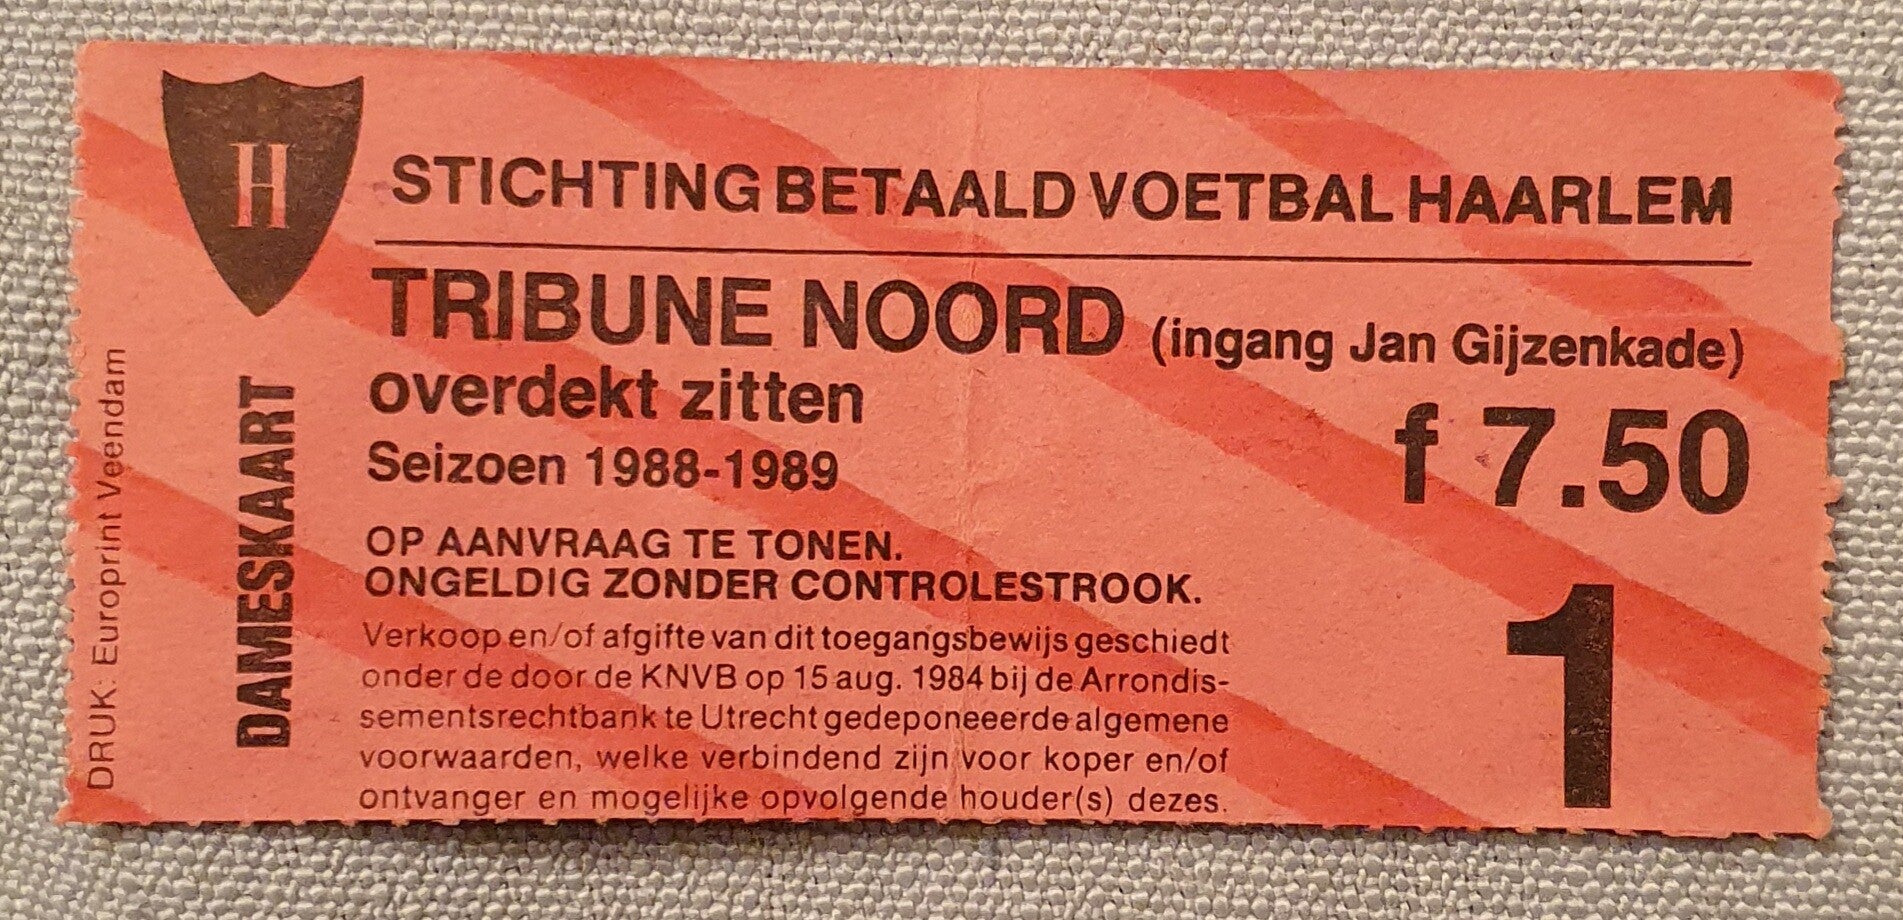 H
STICHTING BETAALD VOETBAL HAARLEM
TRIBUNE NOORD (ingang Jan Gijzenkade)
overdekt zitten
f 7.50
Seizoen 1988-1989
OP AANVRAAG TE TONEN.
ONGELDIG ZONDER CONTROLESTROOK.
1
Verkoop en/of afgifte van dit toegangsbewijs geschiedt
onder de door de KNVB op 15 aug. 1984 bij de Arrondis-
sementsrechtbank te Utrecht gedeponeeerde algemene
voorwaarden, welke verbindend zijn voor koper en/of
ontvanger en mogelijke opvolgende houder(s) dezes.
DAMESKAART
DRUK: Europrint Veendam